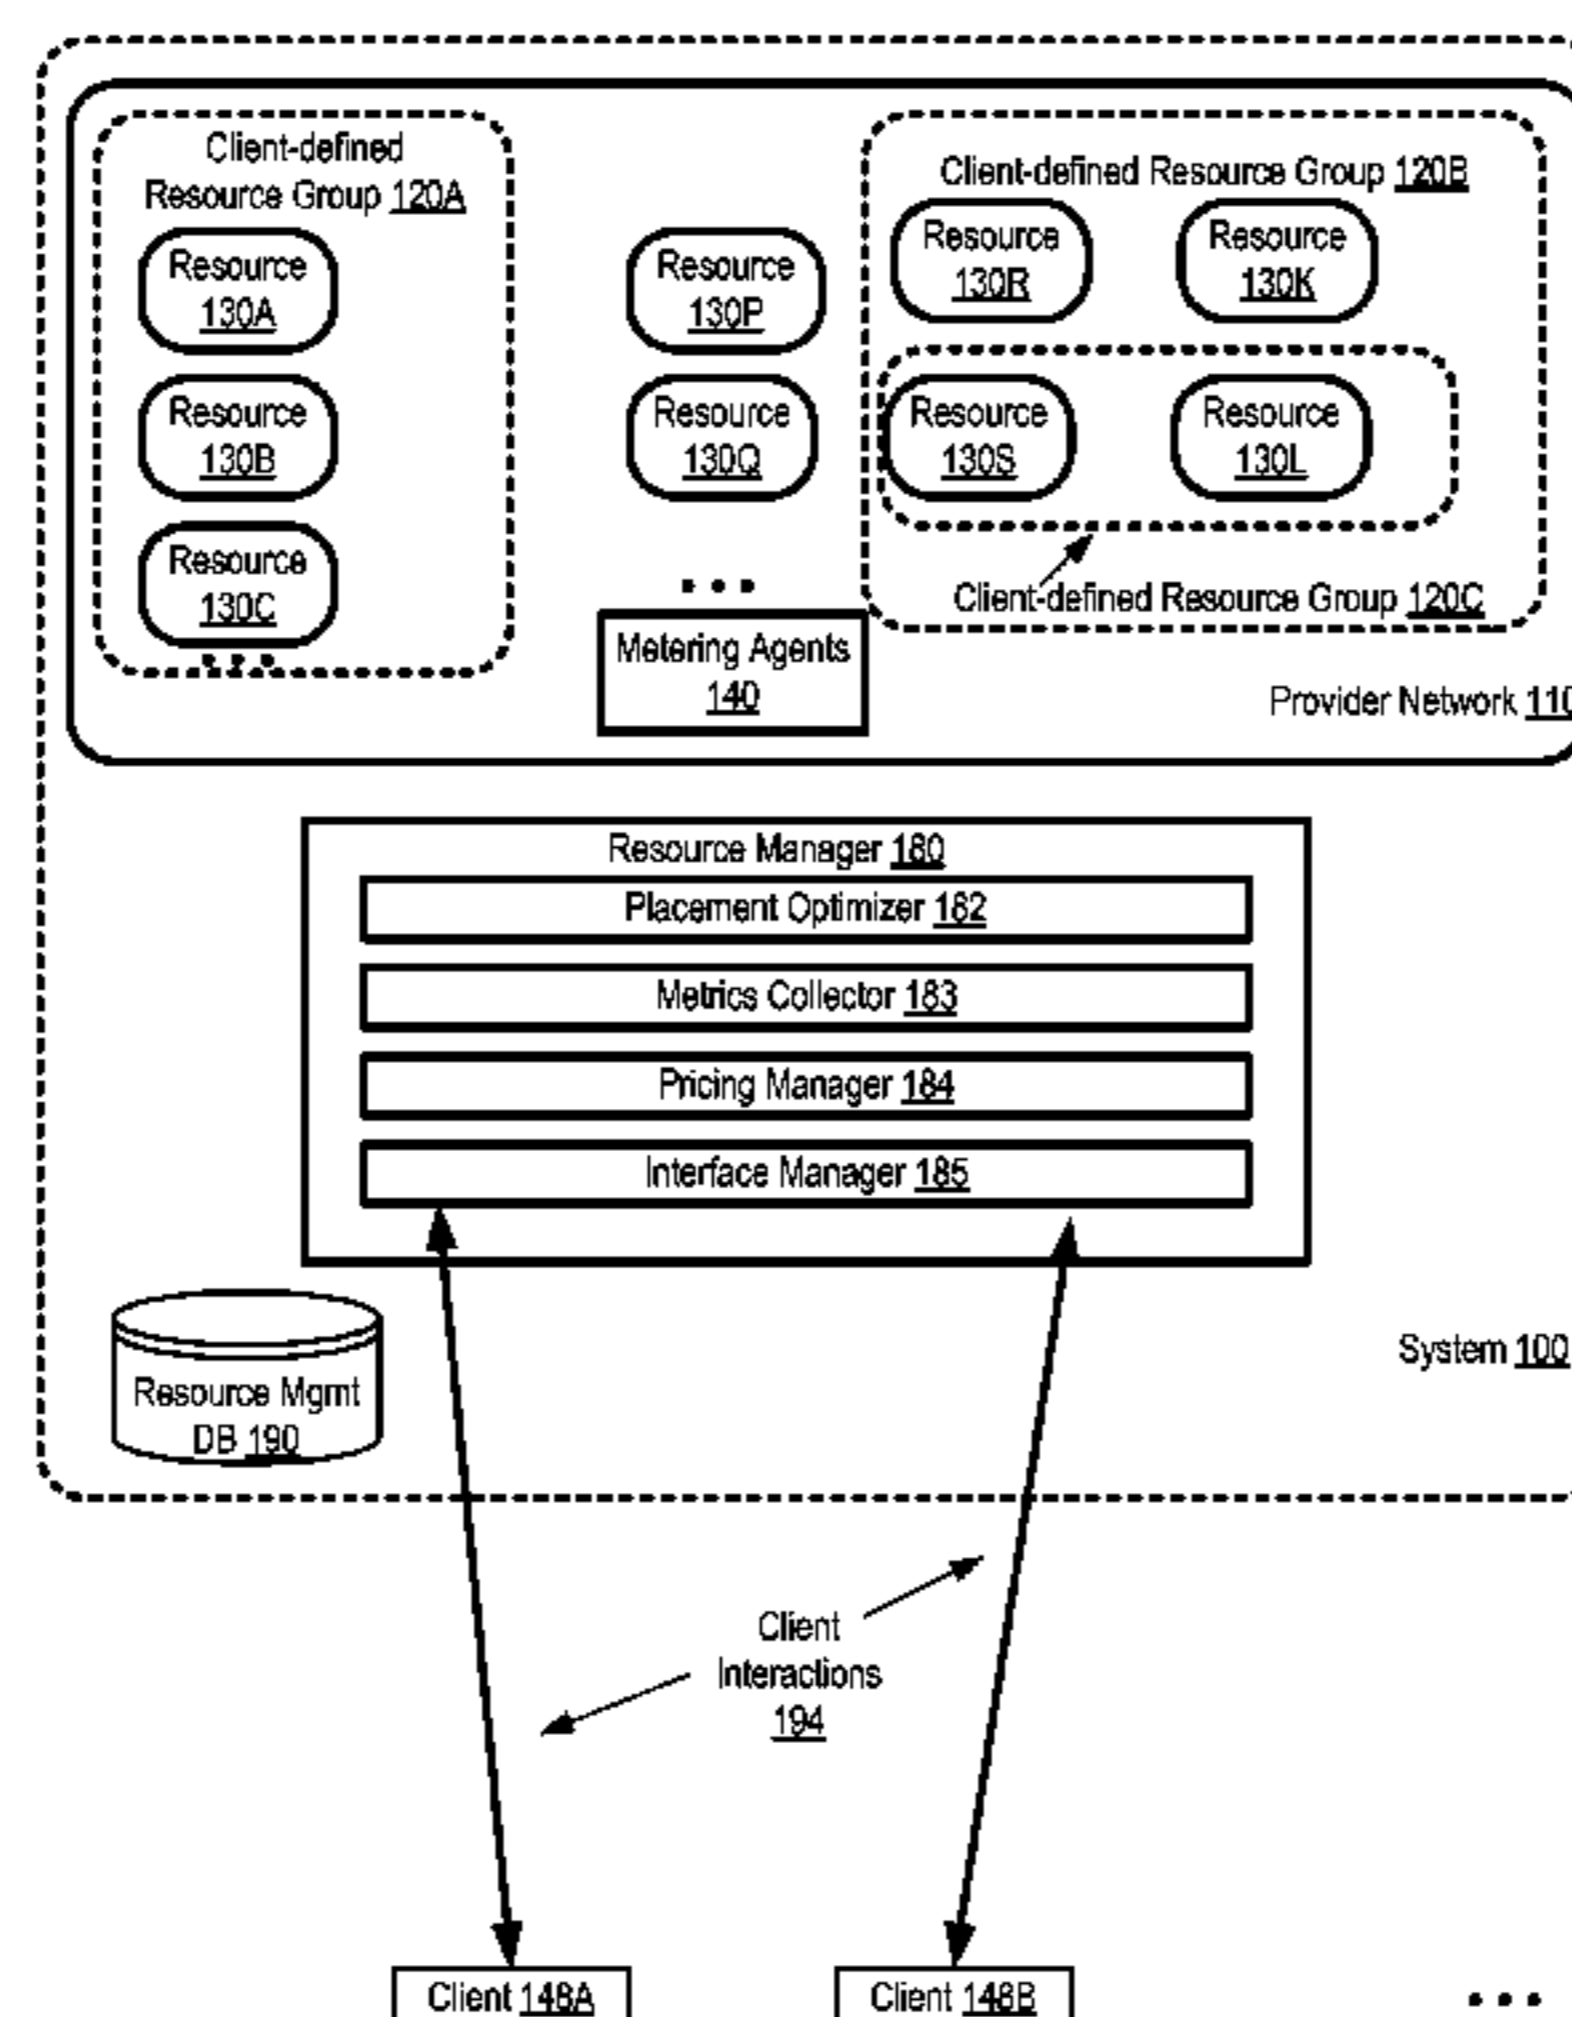 Client-defined
Resource Group 120A
Resource
130A
Resource
130B
Resource
130C
Resource
130P
Resource
130Q
Metering Agents
140
Client-defined Resource Group 120B
Resource
130R
Resource
130K
Resource
130S
Resource
130L
Client-defined Resource Group 120C
Provider Network 110
Resource Manager 180
Placement Optimizer 182
Metrics Collector 183
Pricing Manager 184
Interface Manager 185
Resource Mgmt
DB 190
System 100
Client
Interactions
194
Client 148A
Client 148B